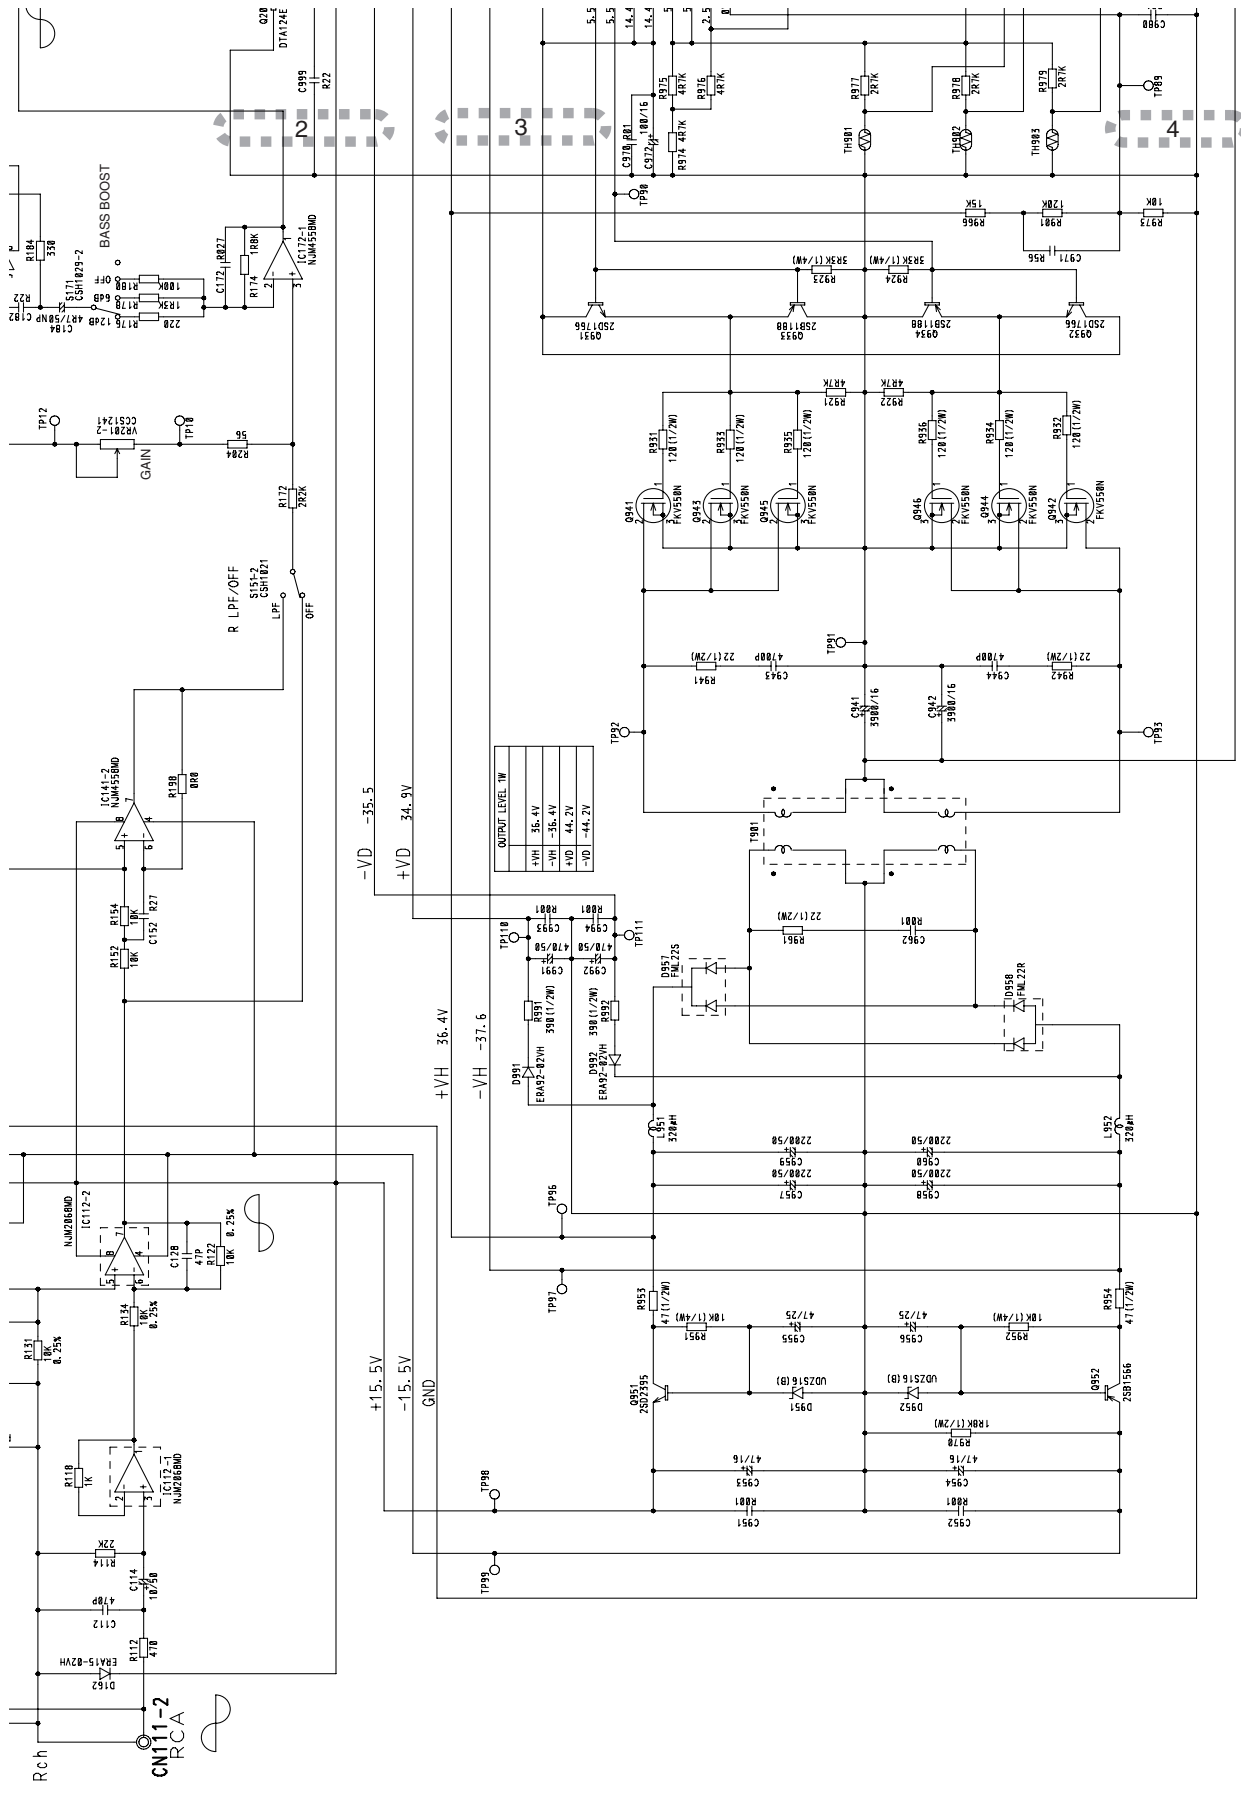 Q20
DTA124E
C999
R22
5.5
5.5
14.4
14.4
2.5
C980
R975
4R7K
R976
4R7K
R977
2R7K
R978
2R7K
R979
2R7K
TP89
2
3
4
C970 R01
C972 100/16
R974 4R7K
TH901
TH902
TH903
TP90
R966
15K
R901
120K
R973
10K
R56
C971
BASS BOOST
R184
330
S171
CSH1029-2
R22
C182
4R7/50NP
C184
OFF
6dB
12dB
R180
100K
R178
1R3K
R176
220
C172 R027
R174 1R8K
IC172-1
NJM4558MD
2
3
1
3R3K(1/4W)
R923
3R3K(1/4W)
R924
2SD1766
Q931
2SB1188
Q933
2SB1188
Q934
2SD1766
Q932
4R7K
R921
4R7K
R922
TP12
VR201-2
CCS1241
TP10
GAIN
56
R204
R931
120(1/2W)
R933
120(1/2W)
R935
120(1/2W)
R936
120(1/2W)
R934
120(1/2W)
R932
120(1/2W)
R172
2R2K
Q941
FKV550N
Q943
FKV550N
Q945
FKV550N
Q946
FKV550N
Q944
FKV550N
Q942
FKV550N
R LPF/OFF
S151-2
CSH1021
LPF
OFF
TP91
22(1/2W)
R941
4700P
C943
4700P
C944
22(1/2W)
R942
C941
3900/16
C942
3900/16
TP92
TP93
IC141-2
NJM4558MD
5
6
7
8
4
R198
0R0
-VD -35.5
+VD 34.9V
OUTPUT LEVEL 1W
+VH 36.4V
-VH -36.4V
+VD 44.2V
-VD -44.2V
T901
R154
10K
R27
C152
R152
10K
TP110
TP111
R001
C993
R001
C994
470/50
C991
470/50
C992
R991
390(1/2W)
R992
390(1/2W)
D991
ERA92-02VH
D992
ERA92-02VH
D957
FML22S
22(1/2W)
R961
R001
C962
D958
FML22R
+VH 36.4V
-VH -37.6
L951
320μH
L952
320μH
2200/50
C959
2200/50
C960
2200/50
C957
2200/50
C958
TP96
TP97
NJM2068MD
IC112-2
5
6
7
8
4
C128
47P
R122
10K
0.25%
R134
10K
0.25%
R131
10K
0.25%
+15.5V
-15.5V
GND
R953
47(1/2W)
R954
47(1/2W)
10K(1/4W)
R951
47/25
C955
47/25
C956
10K(1/4W)
R952
Q951
2SD2395
UDZS16(B)
D951
UDZS16(B)
D952
Q952
2SB1566
1R8K(1/2W)
R970
47/16
C953
47/16
C954
R001
C951
R001
C952
TP98
TP99
R118
1K
IC112-1
NJM2068MD
2
3
1
22K
R114
C114
10/50
470P
C112
R112
470
ERA15-02VH
D162
CN111-2
RCA
Rch